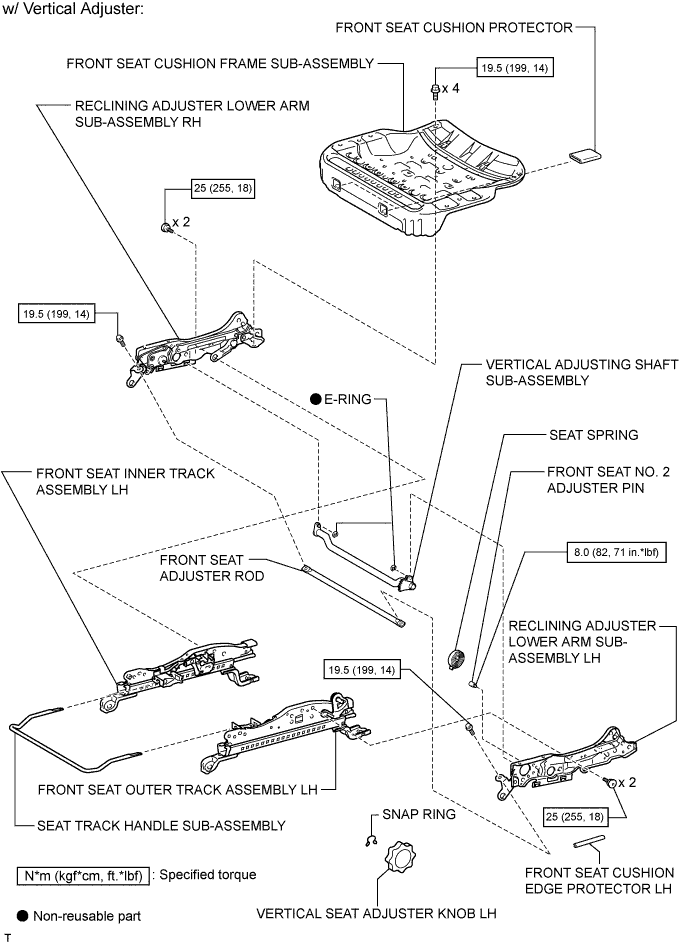 w/ Vertical Adjuster:
FRONT SEAT CUSHION PROTECTOR
FRONT SEAT CUSHION FRAME SUB-ASSEMBLY
19.5 (199, 14)
x 4
RECLINING ADJUSTER LOWER ARM
SUB-ASSEMBLY RH
25 (255, 18)
x 2
19.5 (199, 14)
VERTICAL ADJUSTING SHAFT
SUB-ASSEMBLY
● E-RING
SEAT SPRING
FRONT SEAT INNER TRACK
ASSEMBLY LH
FRONT SEAT NO. 2
ADJUSTER PIN
8.0 (82, 71 in.*lbf)
FRONT SEAT
ADJUSTER ROD
RECLINING ADJUSTER
LOWER ARM SUB-
ASSEMBLY LH
19.5 (199, 14)
FRONT SEAT OUTER TRACK ASSEMBLY LH
x 2
25 (255, 18)
SEAT TRACK HANDLE SUB-ASSEMBLY
SNAP RING
N*m (kgf*cm, ft.*lbf) : Specified torque
FRONT SEAT CUSHION
EDGE PROTECTOR LH
● Non-reusable part
VERTICAL SEAT ADJUSTER KNOB LH
T